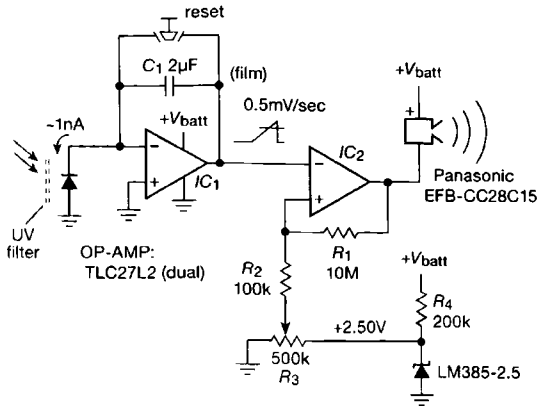 reset
C1 2μF
(film)
+Vbatt
0.5mV/sec
~1nA
+Vbatt
−
+
IC1
−
+
IC2
+
Panasonic
EFB-CC28C15
UV
filter
OP-AMP:
TLC27L2 (dual)
R1
10M
R2
100k
+Vbatt
R4
200k
+2.50V
500k
R3
LM385-2.5